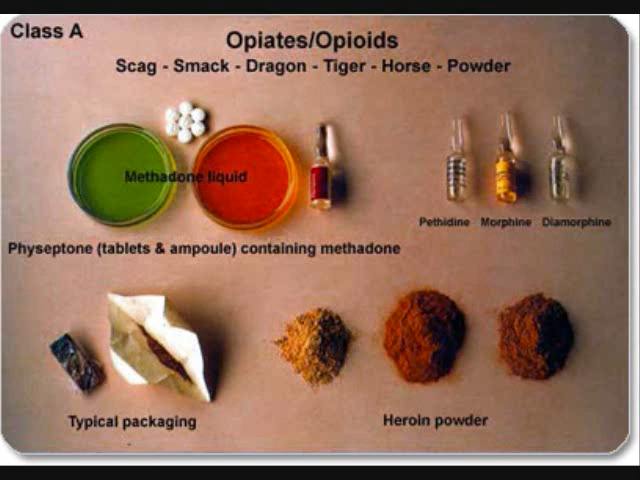 Class A
Opiates/Opioids
Scag - Smack - Dragon - Tiger - Horse - Powder
Methadone liquid
Pethidine Morphine Diamorphine
Physeptone (tablets & ampoule) containing methadone
Typical packaging
Heroin powder